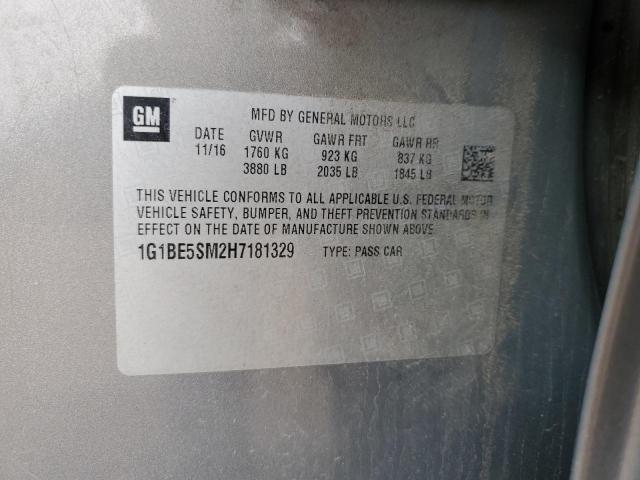 GM
MFD BY GENERAL MOTORS LLC
DATE GVWR GAWR FRT GAWR RR
11/16 1760 KG 923 KG 837 KG
3880 LB 2035 LB 1845 LB
THIS VEHICLE CONFORMS TO ALL APPLICABLE U.S. FEDERAL MOTOR
VEHICLE SAFETY, BUMPER, AND THEFT PREVENTION STANDARDS IN
EFFECT ON THE DATE OF MANUFACTURE SHOWN ABOVE.
1G1BE5SM2H7181329 TYPE: PASS CAR